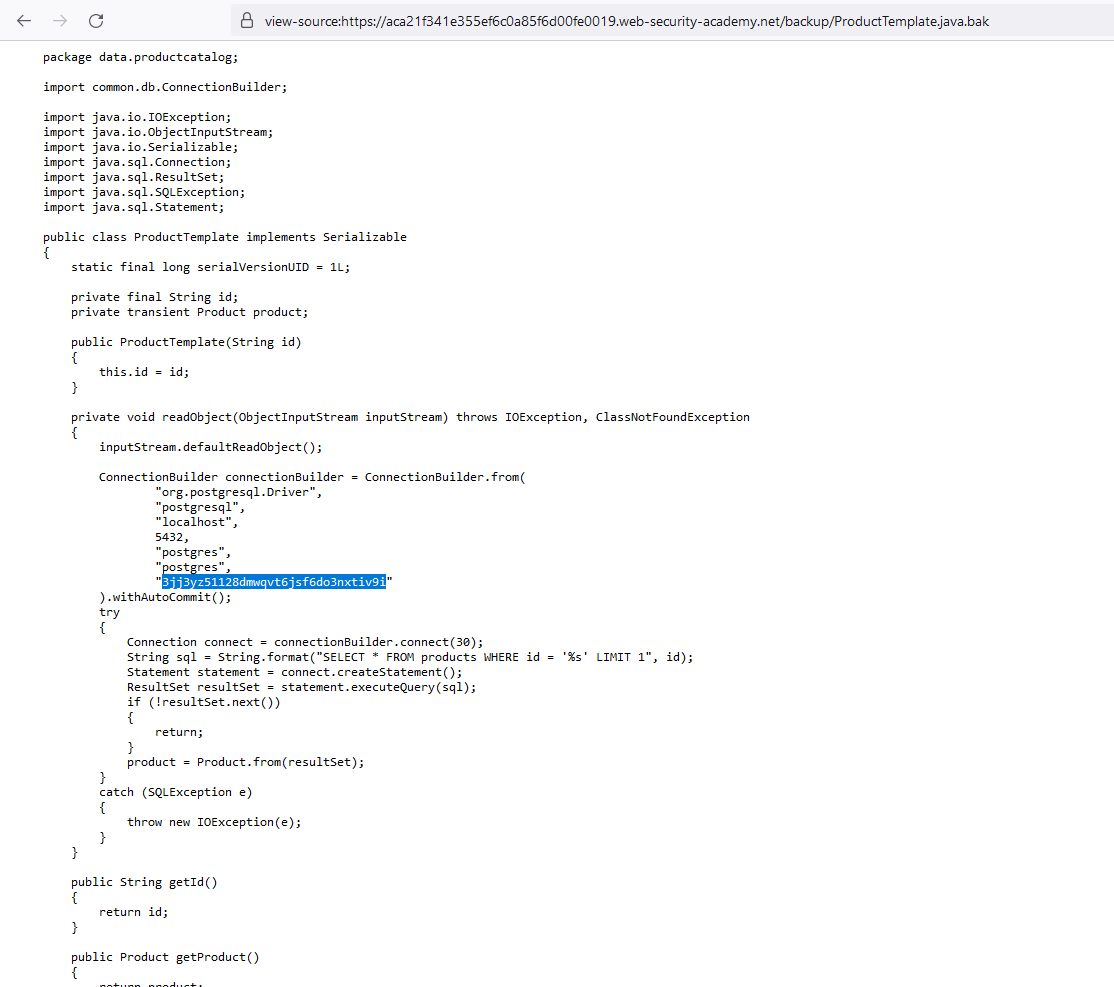 view-source:https://aca21f341e355ef6c0a85f6d00fe0019.web-security-academy.net/backup/ProductTemplate.java.bak
package data.productcatalog;
import common.db.ConnectionBuilder;
import java.io.IOException;
import java.io.ObjectInputStream;
import java.io.Serializable;
import java.sql.Connection;
import java.sql.ResultSet;
import java.sql.SQLException;
import java.sql.Statement;
public class ProductTemplate implements Serializable
{
    static final long serialVersionUID = 1L;
    private final String id;
    private transient Product product;
    public ProductTemplate(String id)
    {
        this.id = id;
    }
    private void readObject(ObjectInputStream inputStream) throws IOException, ClassNotFoundException
    {
        inputStream.defaultReadObject();
        ConnectionBuilder connectionBuilder = ConnectionBuilder.from(
                "org.postgresql.Driver",
                "postgresql",
                "localhost",
                5432,
                "postgres",
                "postgres",
                "3jj3yz51128dmwqvt6jsf6do3nxtiv9i"
        ).withAutoCommit();
        try
        {
            Connection connect = connectionBuilder.connect(30);
            String sql = String.format("SELECT * FROM products WHERE id = '%s' LIMIT 1", id);
            Statement statement = connect.createStatement();
            ResultSet resultSet = statement.executeQuery(sql);
            if (!resultSet.next())
            {
                return;
            }
            product = Product.from(resultSet);
        }
        catch (SQLException e)
        {
            throw new IOException(e);
        }
    }
    public String getId()
    {
        return id;
    }
    public Product getProduct()
    {
        return product;